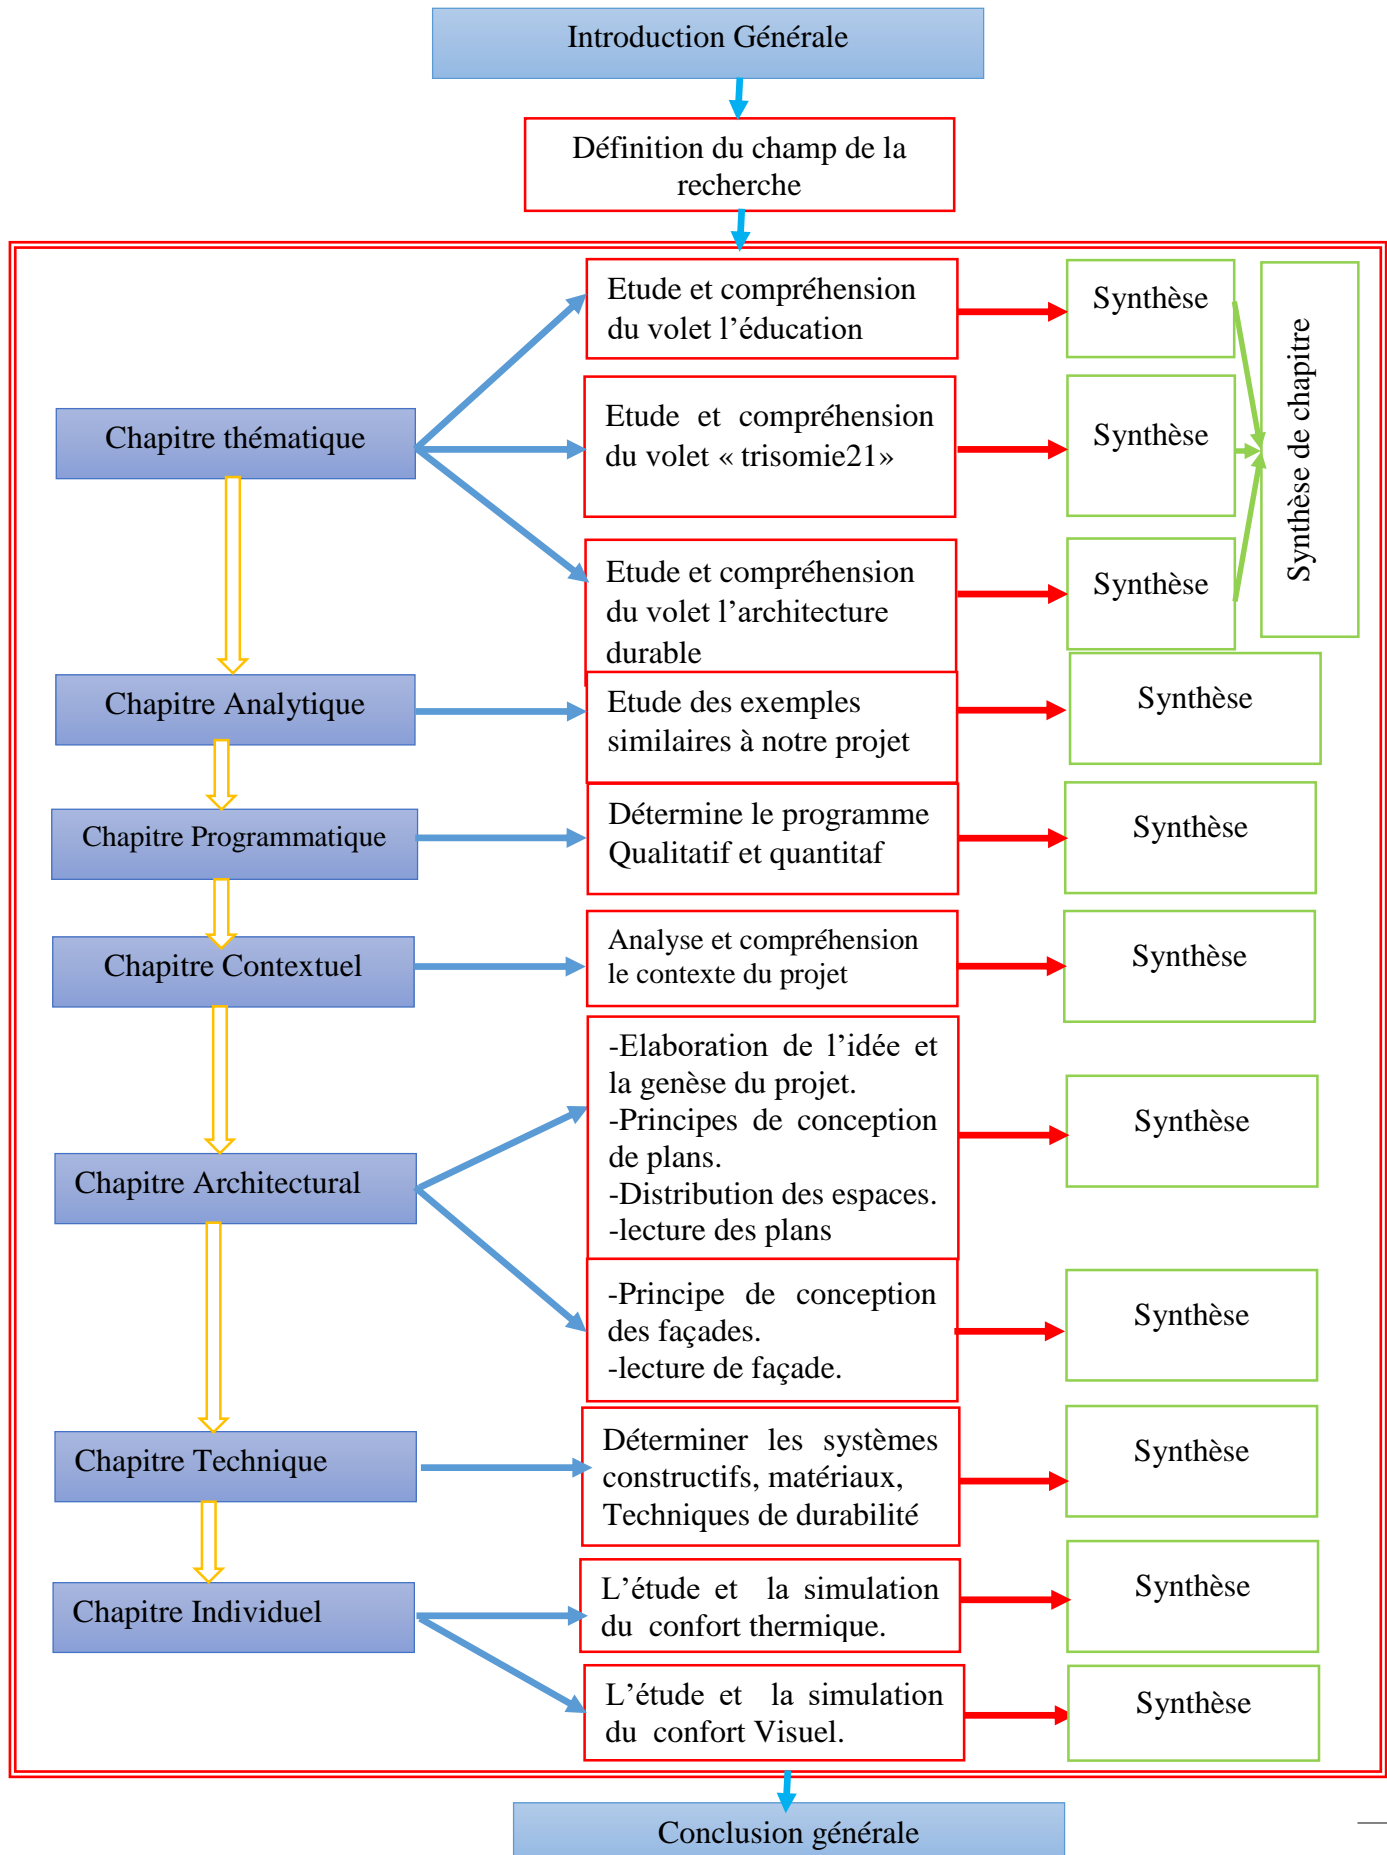 Introduction Générale
Définition du champ de la
recherche
Chapitre thématique
Etude et compréhension
du volet l’éducation
Synthèse
Etude et compréhension
du volet « trisomie21»
Synthèse
Etude et compréhension
du volet l’architecture
durable
Synthèse
Synthèse de chapitre
Chapitre Analytique
Etude des exemples
similaires à notre projet
Synthèse
Chapitre Programmatique
Détermine le programme
Qualitatif et quantitaf
Synthèse
Chapitre Contextuel
Analyse et compréhension
le contexte du projet
Synthèse
Chapitre Architectural
-Elaboration de l’idée et
la genèse du projet.
-Principes de conception
de plans.
-Distribution des espaces.
-lecture des plans
Synthèse
-Principe de conception
des façades.
-lecture de façade.
Synthèse
Chapitre Technique
Déterminer les systèmes
constructifs, matériaux,
Techniques de durabilité
Synthèse
Chapitre Individuel
L’étude et la simulation
du confort thermique.
Synthèse
L’étude et la simulation
du confort Visuel.
Synthèse
Conclusion générale